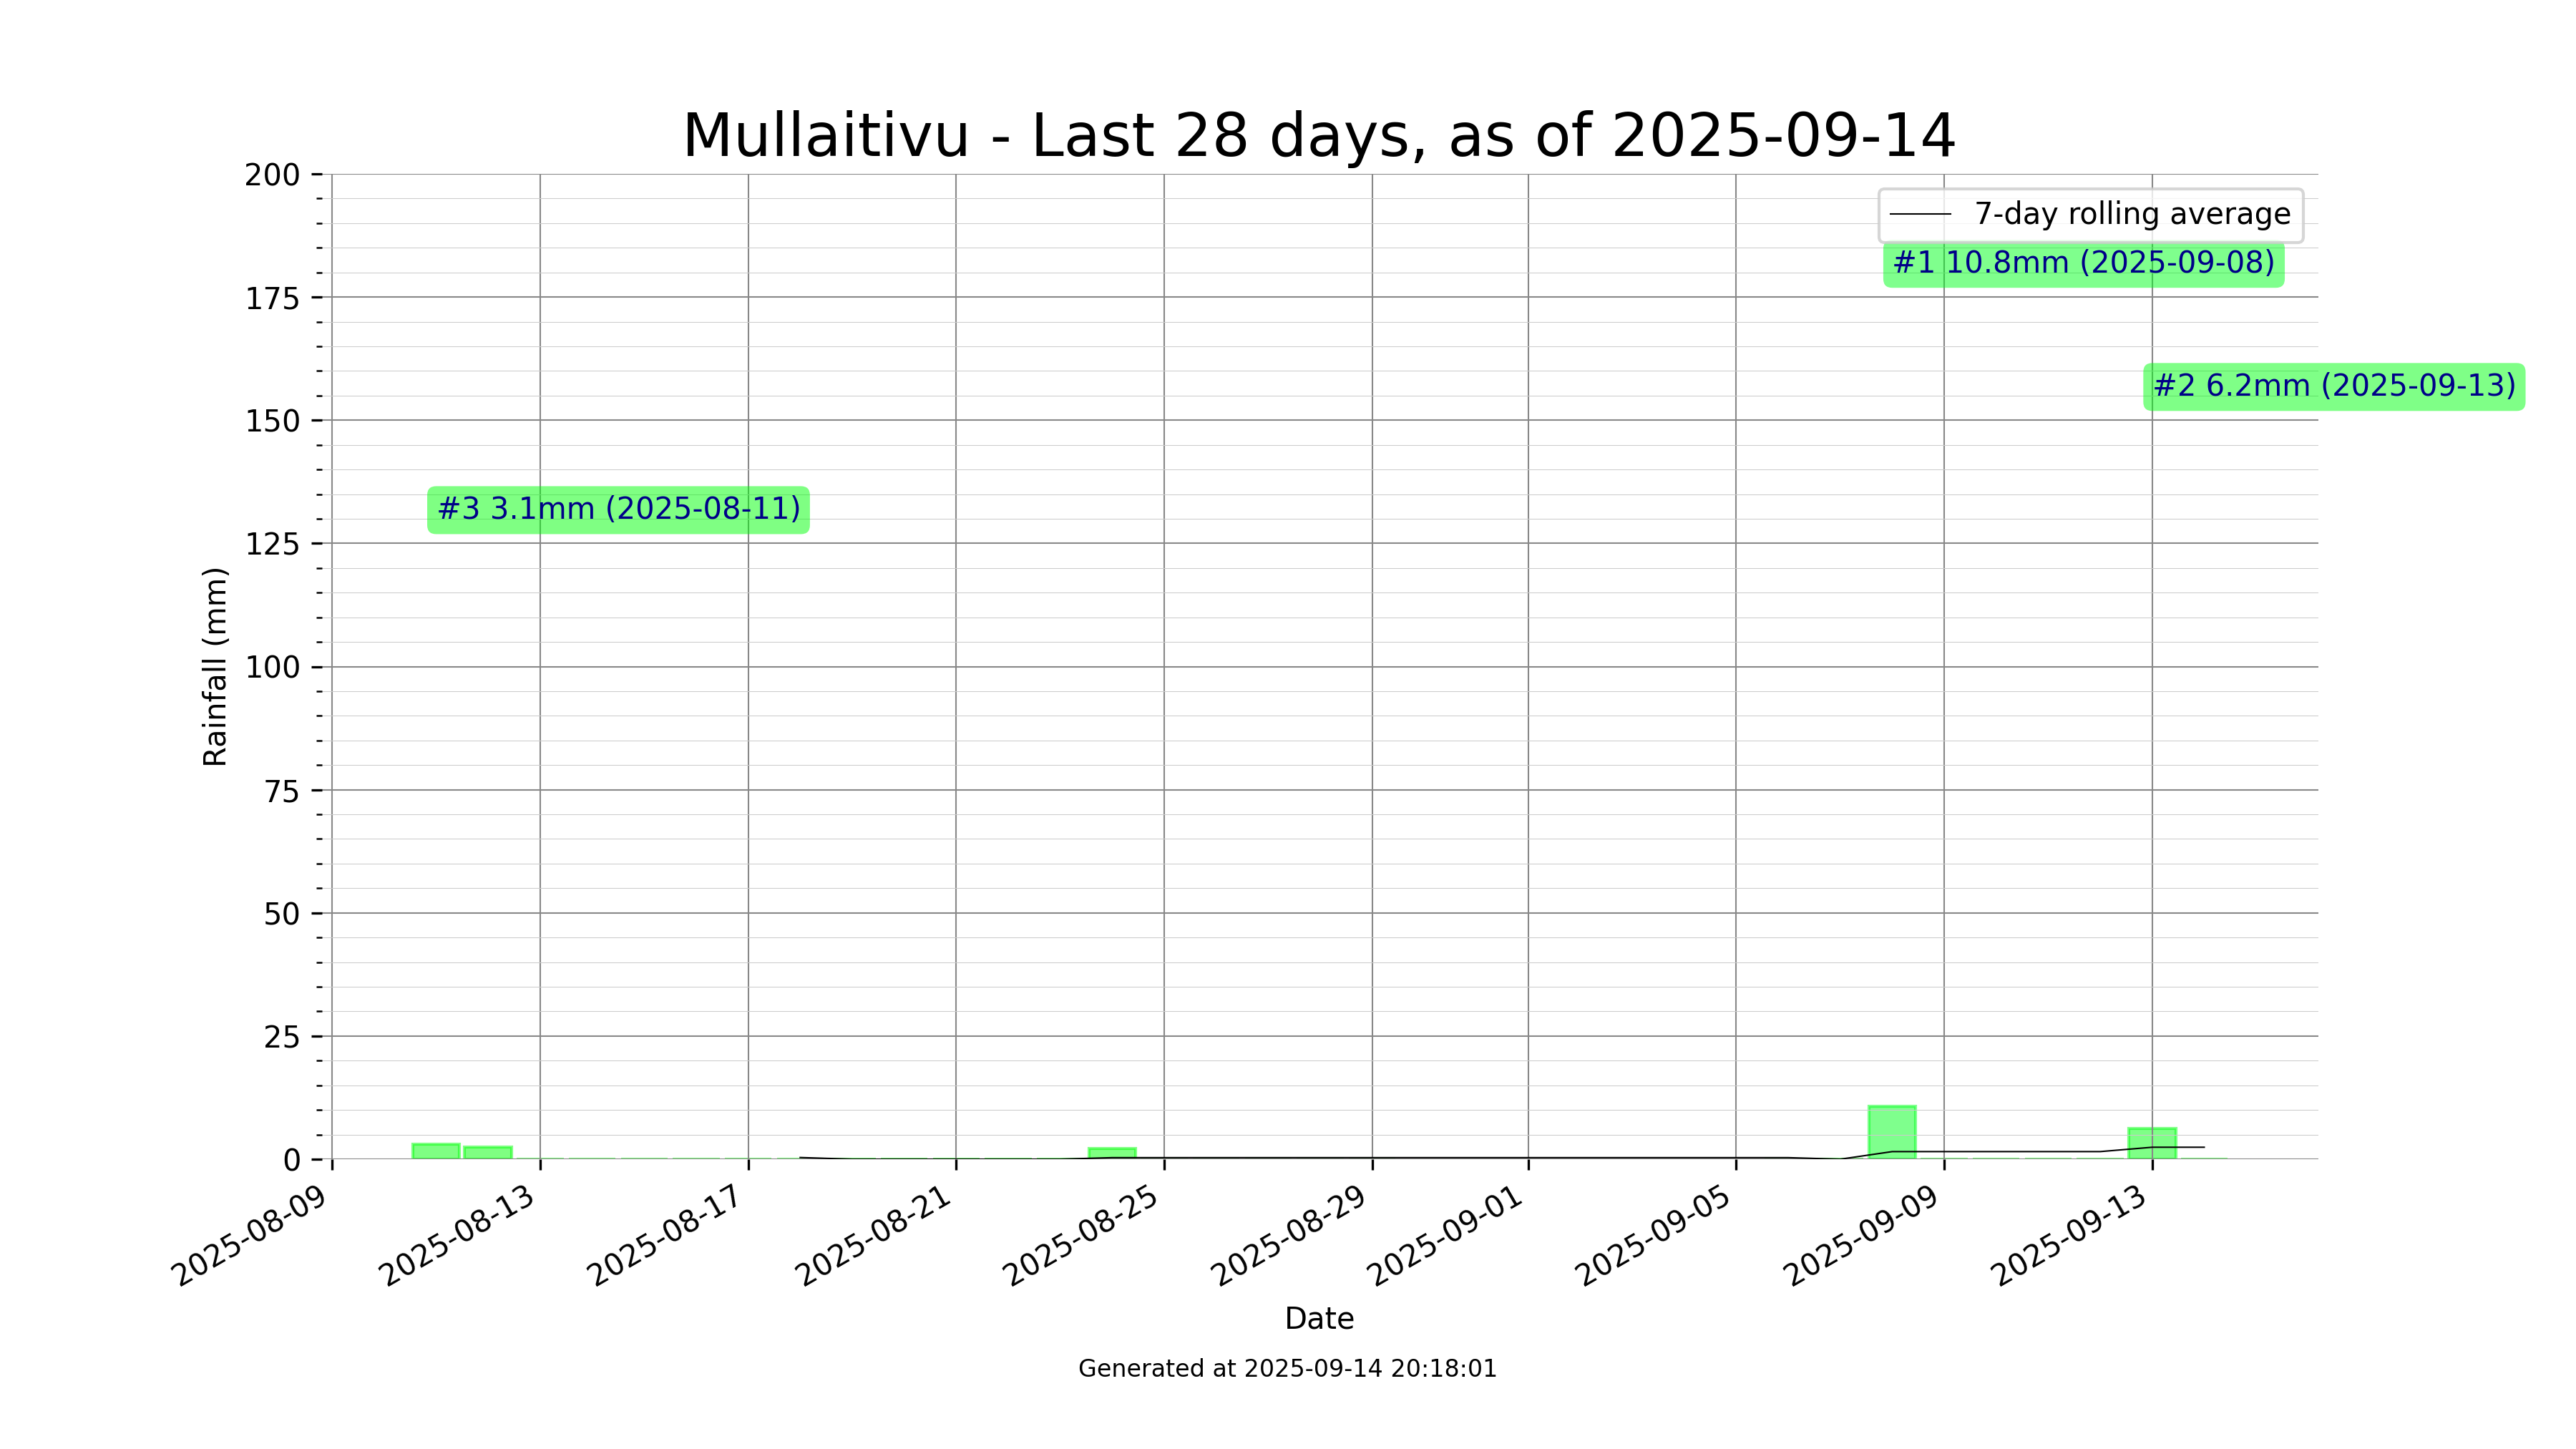 Mullaitivu - Last 28 days, as of 2025-09-14
7-day rolling average
#1 10.8mm (2025-09-08)
#2 6.2mm (2025-09-13)
#3 3.1mm (2025-08-11)
Rainfall (mm)
200
175
150
125
100
75
50
25
0
2025-08-09
2025-08-13
2025-08-17
2025-08-21
2025-08-25
2025-08-29
2025-09-01
2025-09-05
2025-09-09
2025-09-13
Date
Generated at 2025-09-14 20:18:01